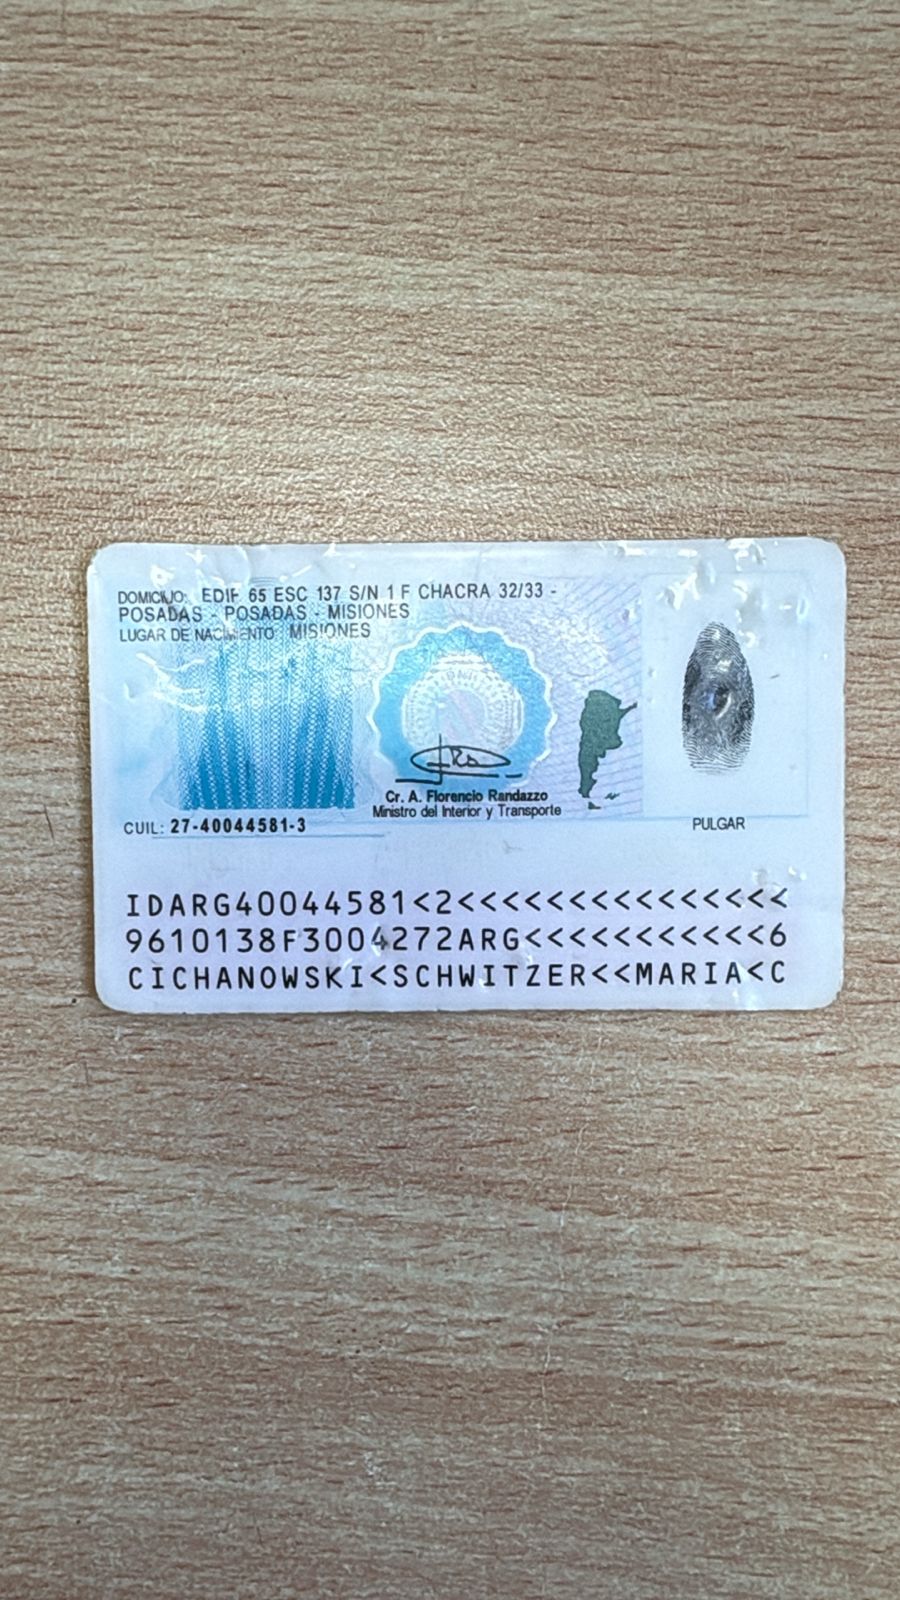 DOMICILIO: EDIF 65 ESC 137 S/N 1 F CHACRA 32/33 -
POSADAS - POSADAS - MISIONES
LUGAR DE NACIMIENTO: MISIONES
Cr. A. Florencio Randazzo
Ministro del Interior y Transporte
CUIL: 27-40044581-3
PULGAR
IDARG40044581<2<<<<<<<<<<<<<<<
9610138F3004272ARG<<<<<<<<<<<6
CICHANOWSKI<SCHWITZER<<MARIA<C